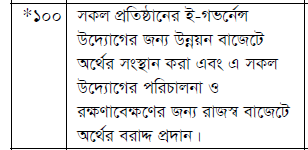 *১০০ সকল প্রতিষ্ঠানের ই-গভর্নেন্স
উদ্যোগের জন্য উন্নয়ন বাজেটে
অর্থের সংস্থান করা এবং এ সকল
উদ্যোগের পরিচালনা ও
রক্ষণাবেক্ষণের জন্য রাজস্ব বাজেটে
অর্থের বরাদ্দ প্রদান।